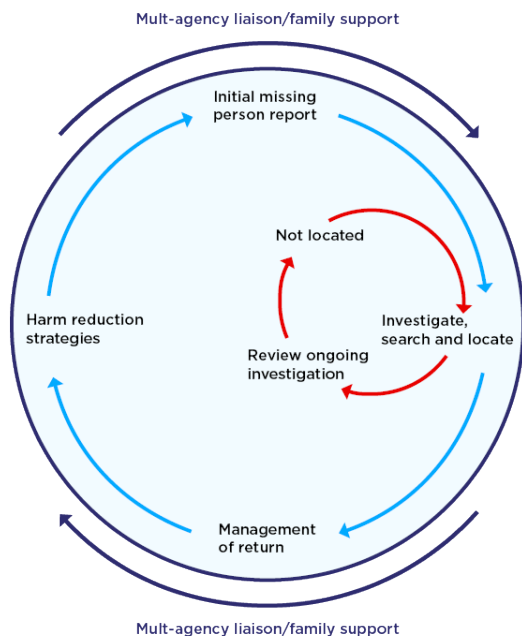 Mult-agency liaison/family support
Initial missing
person report
Not located
Harm reduction
strategies
Investigate,
search and locate
Review ongoing
investigation
Management
of return
Mult-agency liaison/family support